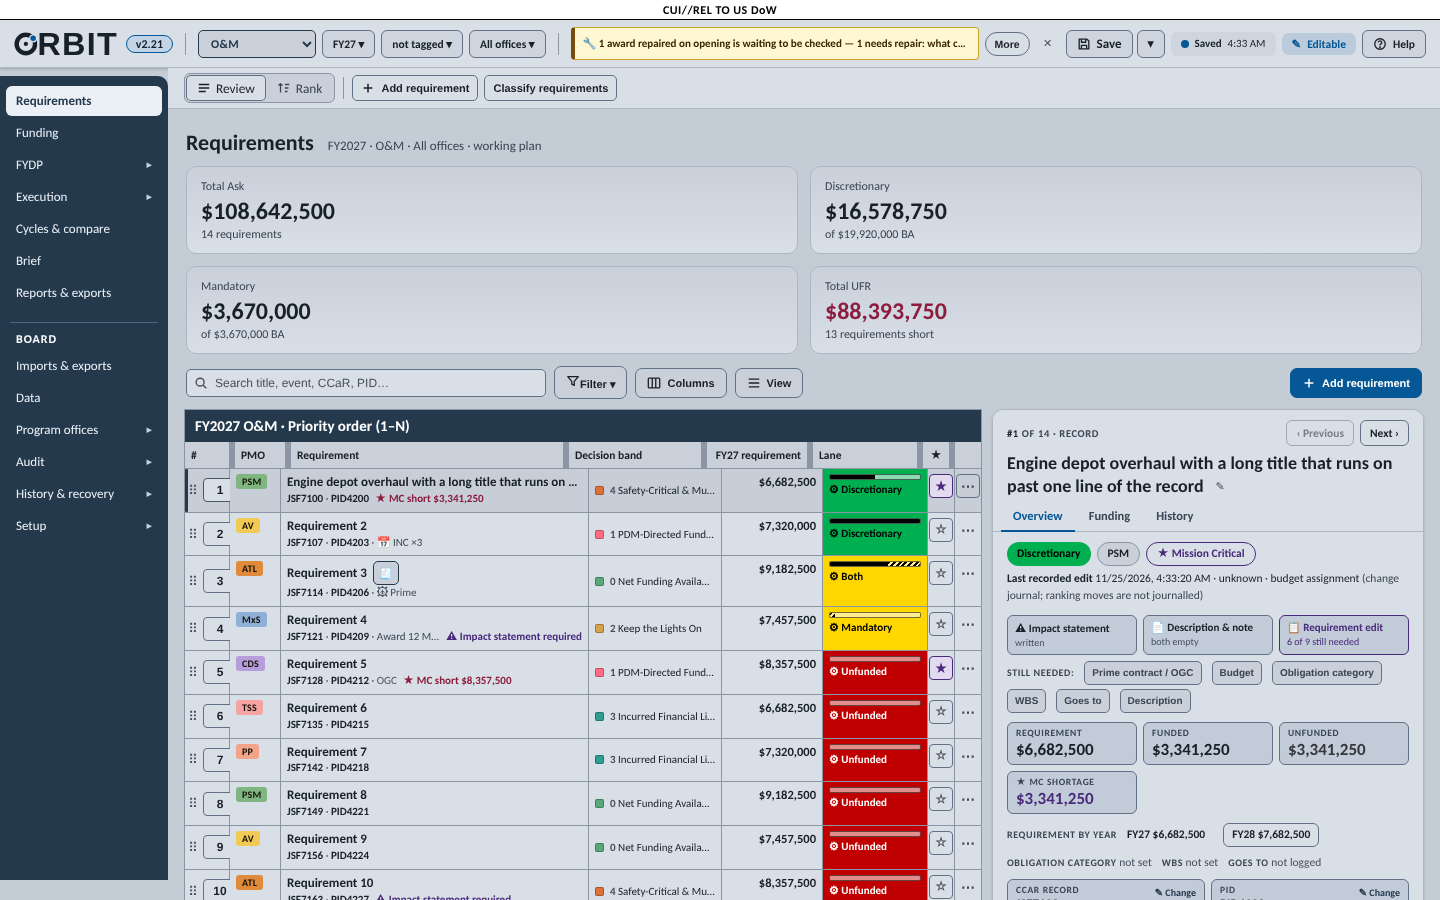 CUI//REL TO US DoW
ORBIT v2.21 O&M FY27 ▾ not tagged ▾ All offices ▾ 🔧 1 award repaired on opening is waiting to be checked — 1 needs repair: what c... More × Save ▾ Saved 4:33 AM ✎ Editable Help
Review Rank + Add requirement Classify requirements
Requirements
Funding
FYDP ▸
Execution ▸
Cycles & compare
Brief
Reports & exports
BOARD
Imports & exports
Data
Program offices ▸
Audit ▸
History & recovery ▸
Setup ▸
Requirements FY2027 · O&M · All offices · working plan
Total Ask
$108,642,500
14 requirements
Discretionary
$16,578,750
of $19,920,000 BA
Mandatory
$3,670,000
of $3,670,000 BA
Total UFR
$88,393,750
13 requirements short
Search title, event, CCaR, PID… Filter ▾ Columns View + Add requirement
FY2027 O&M · Priority order (1–N)
# PMO Requirement Decision band FY27 requirement Lane ★
1 PSM Engine depot overhaul with a long title that runs on ... 4 Safety-Critical & Mu... $6,682,500 ⚙ Discretionary ★ ···
JSF7100 · PID4200 ★ MC short $3,341,250
2 AV Requirement 2 1 PDM-Directed Fund... $7,320,000 ⚙ Discretionary ☆ ···
JSF7107 · PID4203 · 📅 INC ×3
3 ATL Requirement 3 🧾 0 Net Funding Availa... $9,182,500 ⚙ Both ☆ ···
JSF7114 · PID4206 · Prime
4 MxS Requirement 4 2 Keep the Lights On $7,457,500 ⚙ Mandatory ☆ ···
JSF7121 · PID4209 · Award 12 M... ⚠ Impact statement required
5 CDS Requirement 5 1 PDM-Directed Fund... $8,357,500 ⚙ Unfunded ★ ···
JSF7128 · PID4212 · OGC ★ MC short $8,357,500
6 TSS Requirement 6 3 Incurred Financial Li... $6,682,500 ⚙ Unfunded ☆ ···
JSF7135 · PID4215
7 PP Requirement 7 3 Incurred Financial Li... $7,320,000 ⚙ Unfunded ☆ ···
JSF7142 · PID4218
8 PSM Requirement 8 0 Net Funding Availa... $9,182,500 ⚙ Unfunded ☆ ···
JSF7149 · PID4221
9 AV Requirement 9 0 Net Funding Availa... $7,457,500 ⚙ Unfunded ☆ ···
JSF7156 · PID4224
10 ATL Requirement 10 4 Safety-Critical & Mu... $8,357,500 ⚙ Unfunded ☆ ···
JSF7163 · PID4227 ⚠ Impact statement required
#1 OF 14 · RECORD ‹ Previous Next ›
Engine depot overhaul with a long title that runs on
past one line of the record ✎
Overview Funding History
Discretionary PSM ★ Mission Critical
Last recorded edit 11/25/2026, 4:33:20 AM · unknown · budget assignment (change
journal; ranking moves are not journalled)
⚠ Impact statement
written
📄 Description & note
both empty
📋 Requirement edit
6 of 9 still needed
STILL NEEDED: Prime contract / OGC Budget Obligation category
WBS Goes to Description
REQUIREMENT
$6,682,500
FUNDED
$3,341,250
UNFUNDED
$3,341,250
★ MC SHORTAGE
$3,341,250
REQUIREMENT BY YEAR FY27 $6,682,500 FY28 $7,682,500
OBLIGATION CATEGORY not set WBS not set GOES TO not logged
CCAR RECORD ✎ Change PID ✎ Change